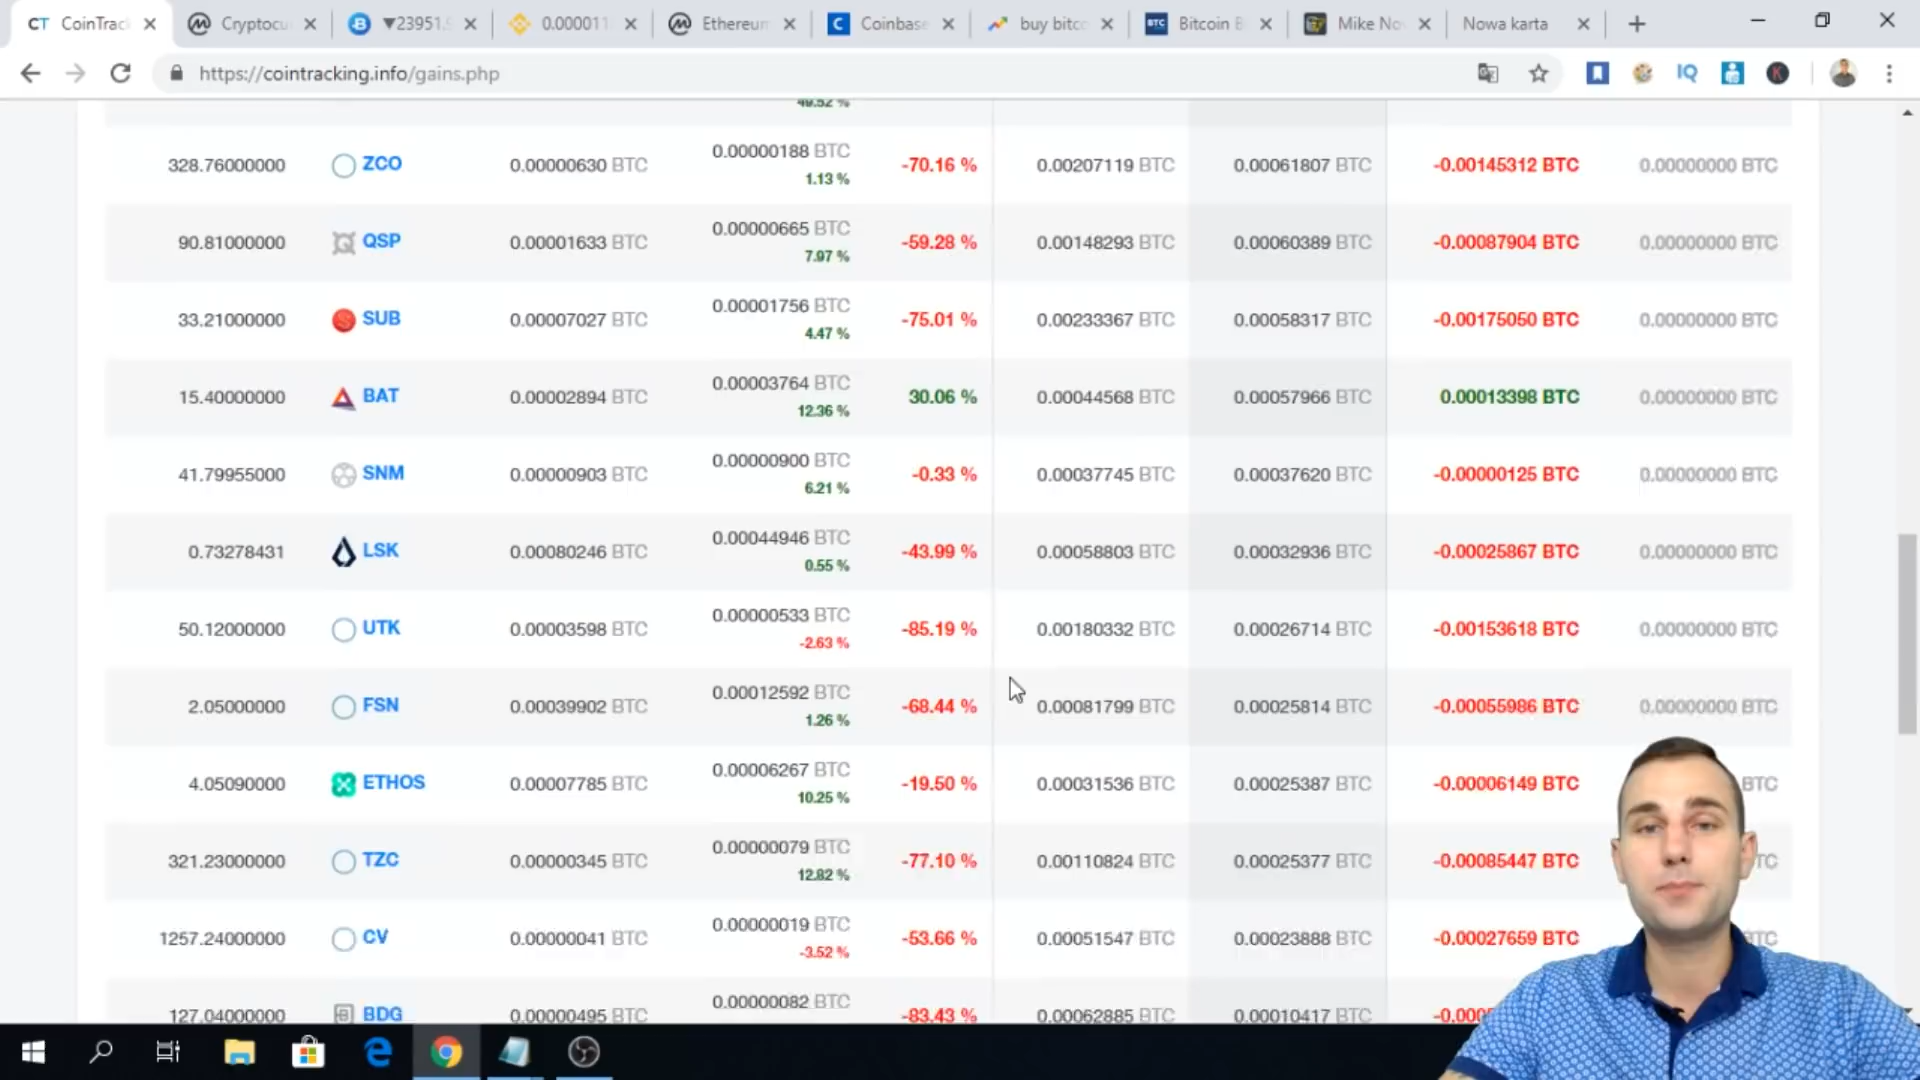 CT CoinTrack Cryptocu ▼23951. 0.000011 Ethereum Coinbase buy bitco Bitcoin B Mike No Nowa karta
https://cointracking.info/gains.php
49.52 %
328.76000000 ZCO 0.00000630 BTC 0.00000188 BTC 1.13 % -70.16 % 0.00207119 BTC 0.00061807 BTC -0.00145312 BTC 0.00000000 BTC
90.81000000 QSP 0.00001633 BTC 0.00000665 BTC 7.97 % -59.28 % 0.00148293 BTC 0.00060389 BTC -0.00087904 BTC 0.00000000 BTC
33.21000000 SUB 0.00007027 BTC 0.00001756 BTC 4.47 % -75.01 % 0.00233367 BTC 0.00058317 BTC -0.00175050 BTC 0.00000000 BTC
15.40000000 BAT 0.00002894 BTC 0.00003764 BTC 12.36 % 30.06 % 0.00044568 BTC 0.00057966 BTC 0.00013398 BTC 0.00000000 BTC
41.79955000 SNM 0.00000903 BTC 0.00000900 BTC 6.21 % -0.33 % 0.00037745 BTC 0.00037620 BTC -0.00000125 BTC 0.00000000 BTC
0.73278431 LSK 0.00080246 BTC 0.00044946 BTC 0.55 % -43.99 % 0.00058803 BTC 0.00032936 BTC -0.00025867 BTC 0.00000000 BTC
50.12000000 UTK 0.00003598 BTC 0.00000533 BTC -2.63 % -85.19 % 0.00180332 BTC 0.00026714 BTC -0.00153618 BTC 0.00000000 BTC
2.05000000 FSN 0.00039902 BTC 0.00012592 BTC 1.26 % -68.44 % 0.00081799 BTC 0.00025814 BTC -0.00055986 BTC 0.00000000 BTC
4.05090000 ETHOS 0.00007785 BTC 0.00006267 BTC 10.25 % -19.50 % 0.00031536 BTC 0.00025387 BTC -0.00006149 BTC BTC
321.23000000 TZC 0.00000345 BTC 0.00000079 BTC 12.82 % -77.10 % 0.00110824 BTC 0.00025377 BTC -0.00085447 BTC TC
1257.24000000 CV 0.00000041 BTC 0.00000019 BTC -3.52 % -53.66 % 0.00051547 BTC 0.00023888 BTC -0.00027659 BTC TC
127.04000000 BDG 0.00000495 BTC 0.00000082 BTC -83.43 % 0.00062885 BTC 0.00010417 BTC -0.000